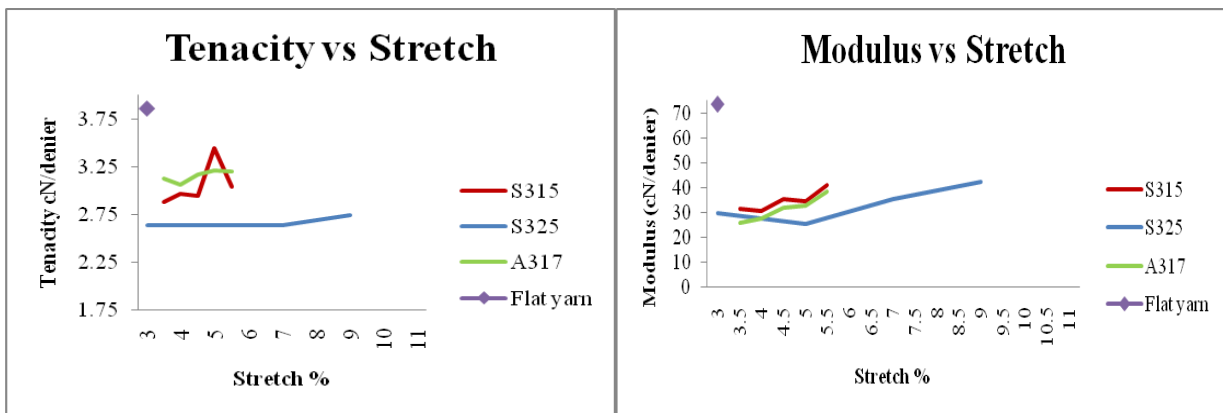 Tenacity vs Stretch
Tenacity cN/denier
3.75
3.25
2.75
2.25
1.75
3 4 5 6 7 8 9 10 11
Stretch %
S315
S325
A317
Flat yarn
Modulus vs Stretch
Modulus (cN/denier)
70
60
50
40
30
20
10
0
3 3.5 4 4.5 5 5.5 6 6.5 7 7.5 8 8.5 9 9.5 10 10.5 11
Stretch %
S315
S325
A317
Flat yarn